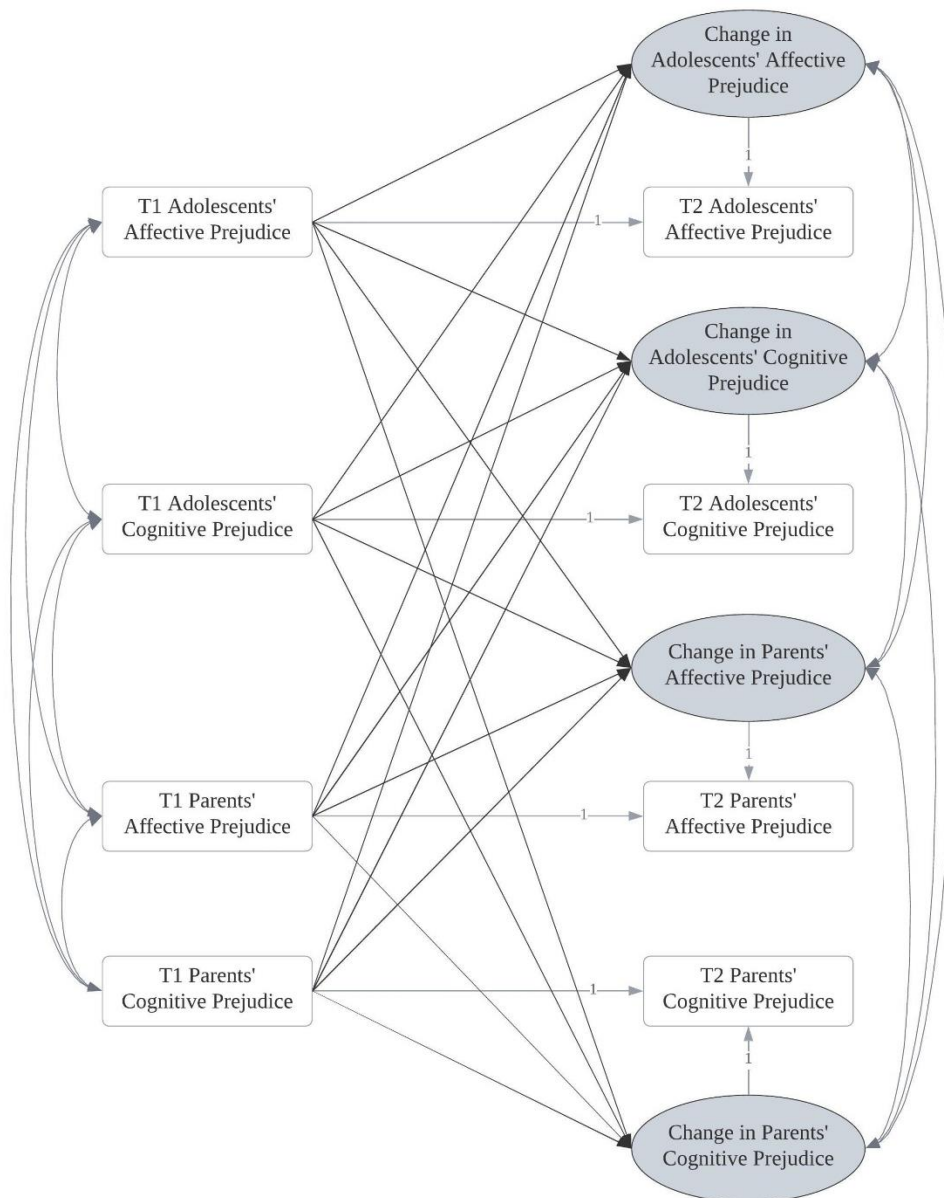 Change in
Adolescents' Affective
Prejudice
1
T1 Adolescents'
Affective Prejudice
1
T2 Adolescents'
Affective Prejudice
Change in
Adolescents' Cognitive
Prejudice
1
T1 Adolescents'
Cognitive Prejudice
1
T2 Adolescents'
Cognitive Prejudice
Change in Parents'
Affective Prejudice
1
T1 Parents'
Affective Prejudice
1
T2 Parents'
Affective Prejudice
T1 Parents'
Cognitive Prejudice
1
T2 Parents'
Cognitive Prejudice
1
Change in Parents'
Cognitive Prejudice